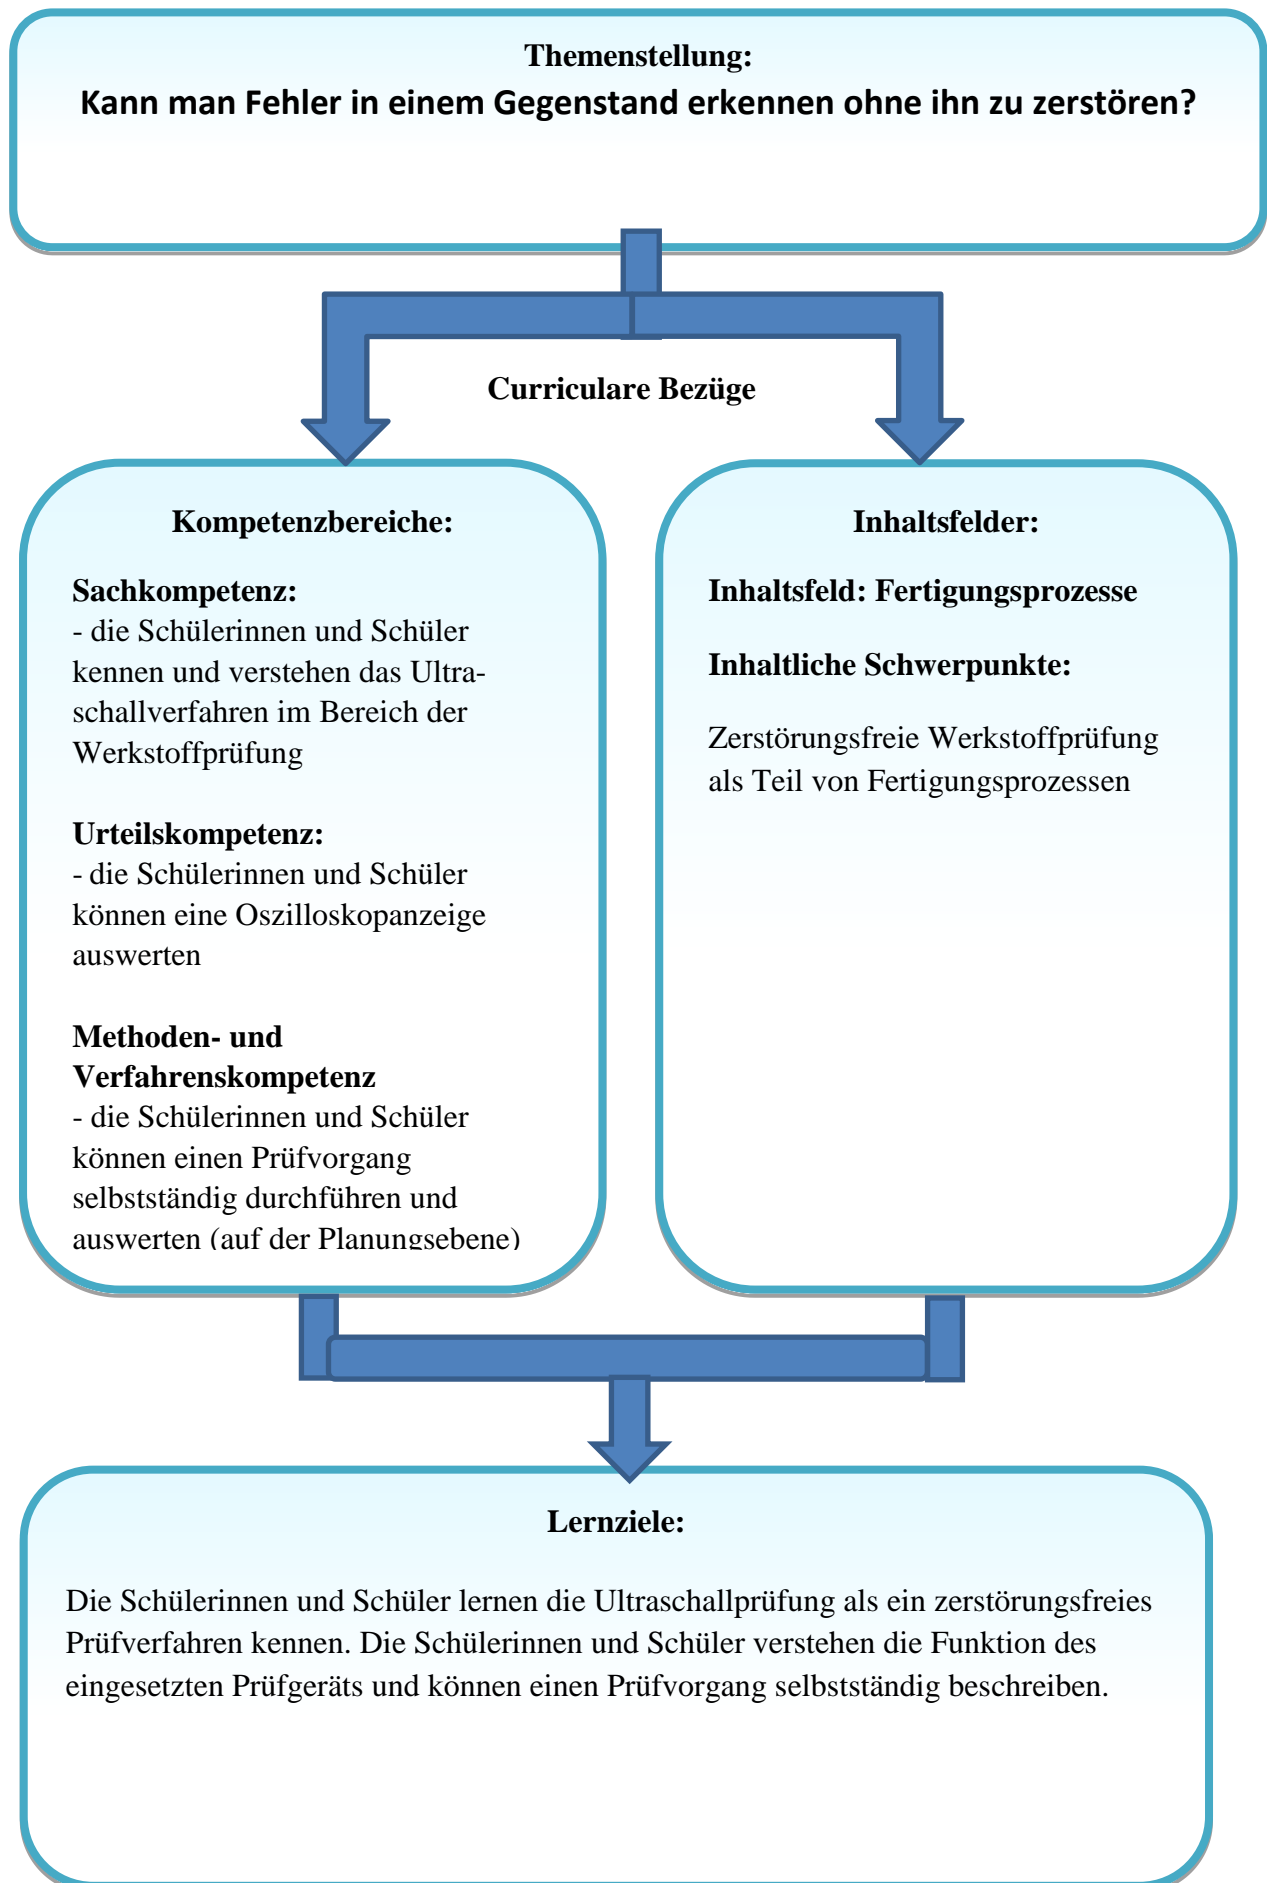 Themenstellung:
Kann man Fehler in einem Gegenstand erkennen ohne ihn zu zerstören?
Curriculare Bezüge
Kompetenzbereiche:
Sachkompetenz:
- die Schülerinnen und Schüler
kennen und verstehen das Ultra-
schallverfahren im Bereich der
Werkstoffprüfung
Urteilskompetenz:
- die Schülerinnen und Schüler
können eine Oszilloskopanzeige
auswerten
Methoden- und
Verfahrenskompetenz
- die Schülerinnen und Schüler
können einen Prüfvorgang
selbstständig durchführen und
auswerten (auf der Planungsebene)
Inhaltsfelder:
Inhaltsfeld: Fertigungsprozesse
Inhaltliche Schwerpunkte:
Zerstörungsfreie Werkstoffprüfung
als Teil von Fertigungsprozessen
Lernziele:
Die Schülerinnen und Schüler lernen die Ultraschallprüfung als ein zerstörungsfreies
Prüfverfahren kennen. Die Schülerinnen und Schüler verstehen die Funktion des
eingesetzten Prüfgeräts und können einen Prüfvorgang selbstständig beschreiben.